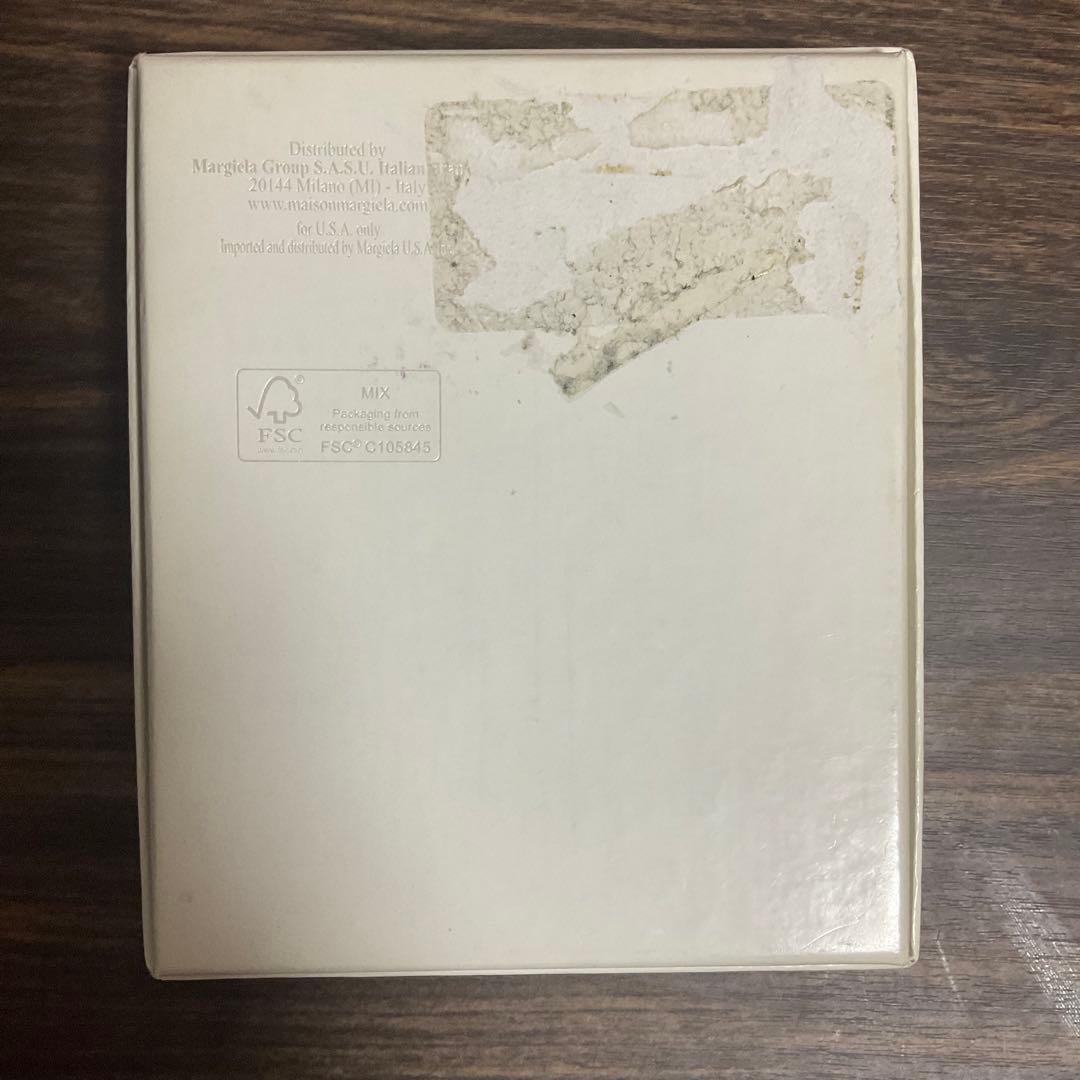 Distributed by
Margiela Group S.A.S.U. Italian
20144 Milano (MI) - Italy
www.maisonmargiela.com
for U.S.A. only
Imported and distributed by Margiela U.S.A. Inc.
FSC®
MIX
Packaging from
responsible sources
FSC® C105845